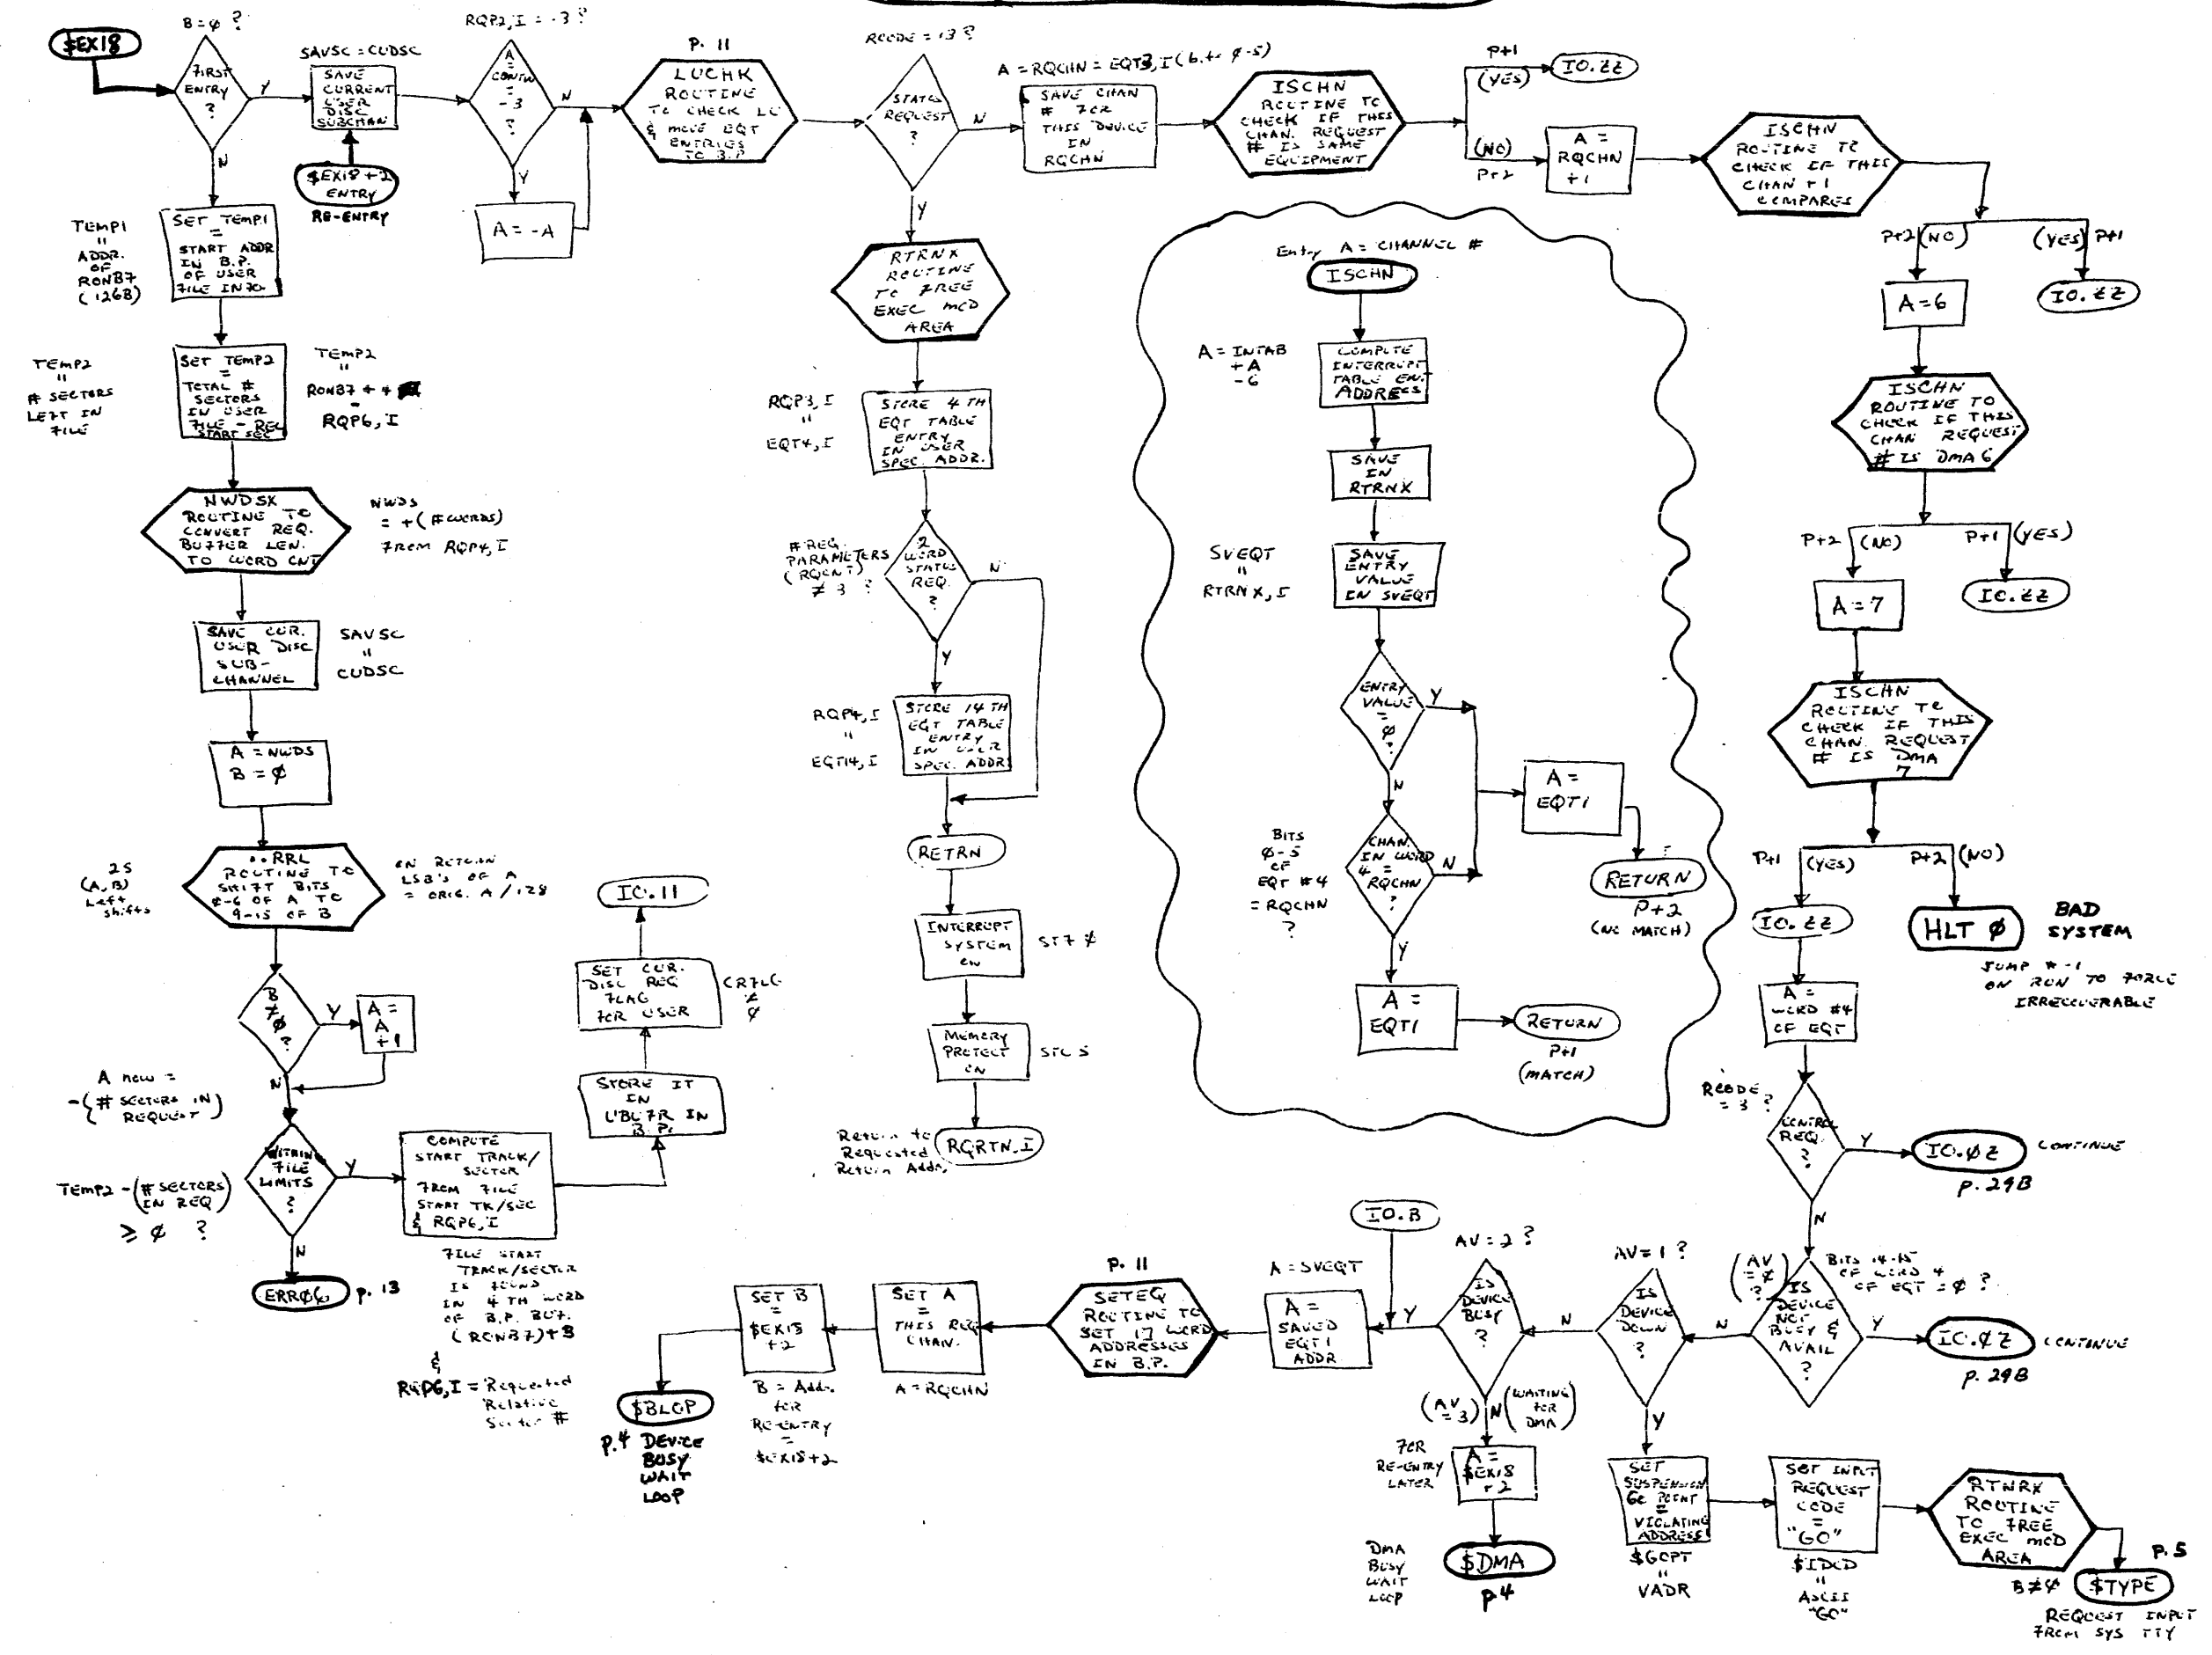 $EX18
B=∅ ?
FIRST
ENTRY
?
Y
N
SAVSC = CUDSC
SAVE
CURRENT
USER
DISC
SUBCHAN
$EX18+2
ENTRY
RE-ENTRY
RQP2,I = -3 ?
A
=
CONTW
=
-3
?
N
Y
A = -A
P. 11
LUCHK
ROUTINE
TO CHECK LU
& MOVE EQT
ENTRIES
TO B.P
RCODE = 13 ?
STATUS
REQUEST
?
N
Y
A = RQCHN = EQT3,I (bits ∅-5)
SAVE CHAN
# FOR
THIS DEVICE
IN
RQCHN
ISCHN
ROUTINE TO
CHECK IF THIS
CHAN. REQUEST
# IS SAME
EQUIPMENT
P+1
(YES)
IO.ZZ
(NO)
P+2
A =
RQCHN
+1
ISCHN
ROUTINE TO
CHECK IF THIS
CHAN +1
COMPARES
P+2 (NO)
(YES) P+1
IO.ZZ
A=6
ISCHN
ROUTINE TO
CHECK IF THIS
CHAN REQUEST
# IS DMA 6
P+2 (NO)
P+1 (YES)
IO.ZZ
A=7
ISCHN
ROUTINE TO
CHECK IF THIS
CHAN. REQUEST
# IS DMA
7
P+1 (YES)
P+2 (NO)
IO.ZZ
HLT ∅
BAD
SYSTEM
JUMP *-1
ON RUN TO FORCE
IRRECOVERABLE
A =
WORD #4
OF EQT
RCODE
= 3 ?
CONTROL
REQ.
?
Y
N
IO.∅Z
CONTINUE
P. 29B
TEMP1
"
ADDR.
OF
RONB7
(126B)
SET TEMP1
=
START ADDR
IN B.P.
OF USER
FILE INFO.
TEMP2
"
# SECTORS
LEFT IN
FILE
SET TEMP2
=
TOTAL #
SECTORS
IN USER
FILE - REL
START SEC
TEMP2
"
RONB7 + 4
-
RQP6, I
NWDSX
ROUTINE TO
CONVERT REQ.
BUFFER LEN.
TO WORD CNT
NWDS
= +(#WORDS)
FROM RQP4, I
SAVE CUR.
USER DISC
SUB-
CHANNEL
SAVSC
"
CUDSC
A = NWDS
B = ∅
25
(A,B)
Left
shifts
..RRL
ROUTINE TO
SHIFT BITS
∅-6 OF A TO
9-15 OF B
ON RETURN
LSB'S OF A
= ORIG. A / 128
B
≠∅
?
Y
A =
A
+1
N
A now =
-{# SECTORS IN
REQUEST}
WITHIN
FILE
LIMITS
?
Y
N
TEMP2 - (# SECTORS
IN REQ)
≥ ∅ ?
ERR∅6
p. 13
COMPUTE
START TRACK/
SECTOR
FROM FILE
START TK/SEC
& RQP6, I
FILE START
TRACK/SECTOR
IS FOUND
IN 4 TH WORD
OF B.P. BUF.
(RONB7)+3
&
RQP6,I = Requested
Relative
Sector #
STORE IT
IN
B.P.
SET CUR.
DISC REQ
FLAG
FOR USER
CRFLG
≠
∅
IO.11
RTRNX
ROUTINE
TO FREE
EXEC MOD
AREA
RQP3, I
"
EQT4, I
STORE 4 TH
EQT TABLE
ENTRY
IN USER
SPEC. ADDR.
# REQ.
PARAMETERS
(RQCNT)
≠ 3 ?
2
WORD
STATUS
REQ.
?
N
Y
RQP4, I
"
EQT14, I
STORE 14 TH
EQT TABLE
ENTRY
IN USER
SPEC. ADDR
RETRN
INTERRUPT
SYSTEM
ON
STF ∅
MEMORY
PROTECT
ON
STC 5
Return to
Requested
Return Addr.
RQRTN,I
Entry A = CHANNEL #
ISCHN
A = INTAB
+A
-6
COMPUTE
INTERRUPT
TABLE ENT.
ADDRESS
SAVE
IN
RTRNX
SVEQT
"
RTRNX, I
SAVE
ENTRY
VALUE
IN SVEQT
ENTRY
VALUE
=
∅
?
Y
N
BITS
∅-5
OF
EQT #4
= RQCHN
?
CHAN.
IN WORD
4 =
RQCHN
?
N
Y
A =
EQT1
RETURN
P+2
(NO MATCH)
A =
EQT1
RETURN
P+1
(MATCH)
(AV
= ∅
?)
BITS 14-15
OF WORD 4
OF EQT = ∅ ?
IS
DEVICE
NOT
BUSY &
AVAIL
?
Y
N
IO.∅Z
CONTINUE
P. 29B
AV = 1 ?
IS
DEVICE
DOWN
?
N
Y
AV = 2 ?
IS
DEVICE
BUSY
?
Y
IO.B
(AV
= 3)
N
(WAITING
FOR
DMA)
FOR
RE-ENTRY
LATER
A =
$EX18
+2
DMA
BUSY
WAIT
LOOP
$DMA
P4
A = SVEQT
A =
SAVED
EQT1
ADDR
P. 11
SETEQ
ROUTINE TO
SET 17 WORD
ADDRESSES
IN B.P.
SET A
=
THIS REQ
CHAN.
A = RQCHN
SET B
=
$EX18
+2
B = Addr.
for
RE-ENTRY
=
$EX18+2
$BLOP
P.4 DEVICE
BUSY
WAIT
LOOP
SET
SUSPENSION
GO POINT
=
VIOLATING
ADDRESS
$GOPT
"
VADR
SET INPUT
REQUEST
CODE
=
"GO"
$IDCD
"
ASCII
"GO"
RTNRX
ROUTINE
TO FREE
EXEC MOD
AREA
B≠∅
P.5
$TYPE
REQUEST INPUT
FROM SYS TTY